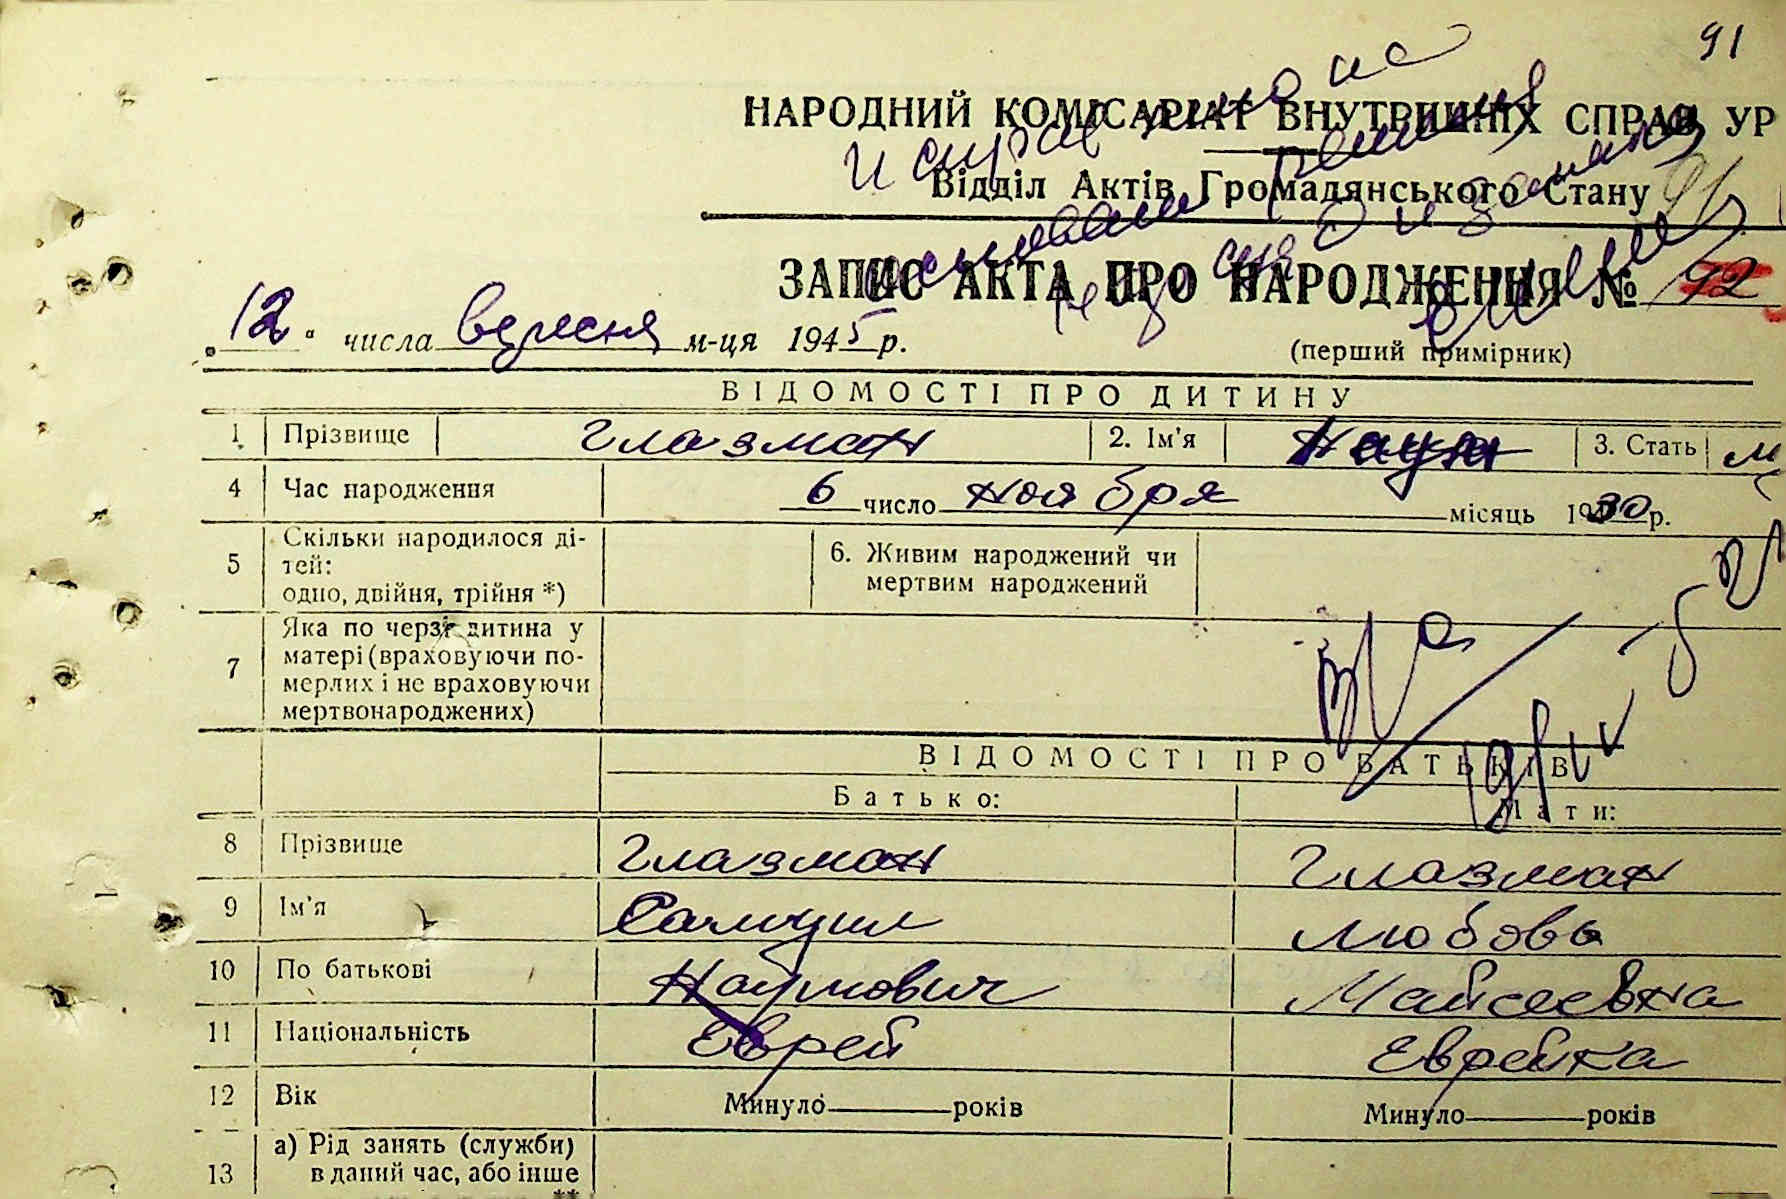 91
НАРОДНИЙ КОМІСАРІАТ ВНУТРІШНІХ СПРАВ УР
Відділ Актів Громадянського Стану
ЗАПИС АКТА ПРО НАРОДЖЕННЯ №
„12“ числа вересня м-ця 1945 р.
(перший примірник)
ВІДОМОСТІ ПРО ДИТИНУ
1 Прізвище Глазман 2. Ім'я Наум 3. Стать м
4 Час народження 6 число ноября місяць 1930 р.
5 Скільки народилося ді-
тей:
одно, двійня, трійня *)
6. Живим народжений чи
мертвим народжений
7 Яка по черзі дитина у
матері (враховуючи по-
мерлих і не враховуючи
мертвонароджених)
ВІДОМОСТІ ПРО БАТЬКІВ
Батько: Мати:
8 Прізвище Глазман Глазман
9 Ім'я Самуил Любовь
10 По батькові Наумович Мойсеевна
11 Національність Еврей Еврейка
12 Вік Минуло років Минуло років
13 а) Рід занять (служби)
в даний час, або інше